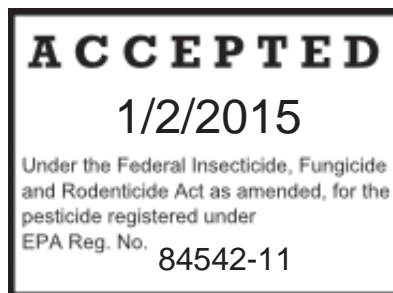 ACCEPTED
1/2/2015
Under the Federal Insecticide, Fungicide
and Rodenticide Act as amended, for the
pesticide registered under
EPA Reg. No. 84542-11